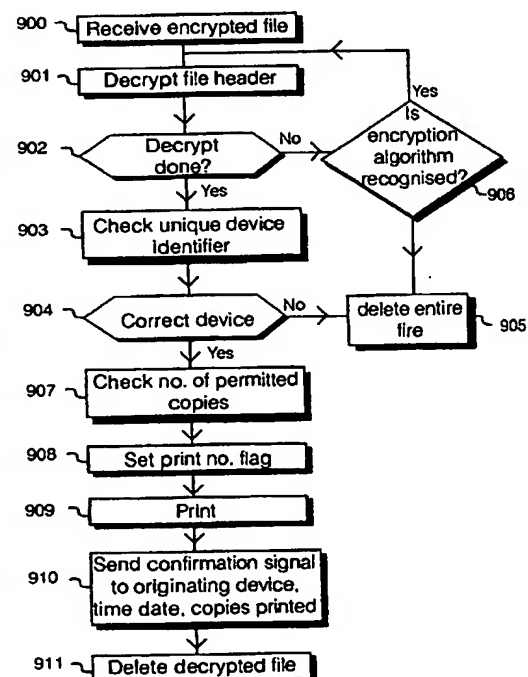 900 Receive encrypted file
901 Decrypt file header
Yes
Is
encryption
algorithm
recognised?
906
902 Decrypt
done?
No
Yes
903 Check unique device
identifier
904 Correct device
No
delete entire
fire
905
Yes
907 Check no. of permitted
copies
908 Set print no. flag
909 Print
910 Send confirmation signal
to originating device,
time date, copies printed
911 Delete decrypted file